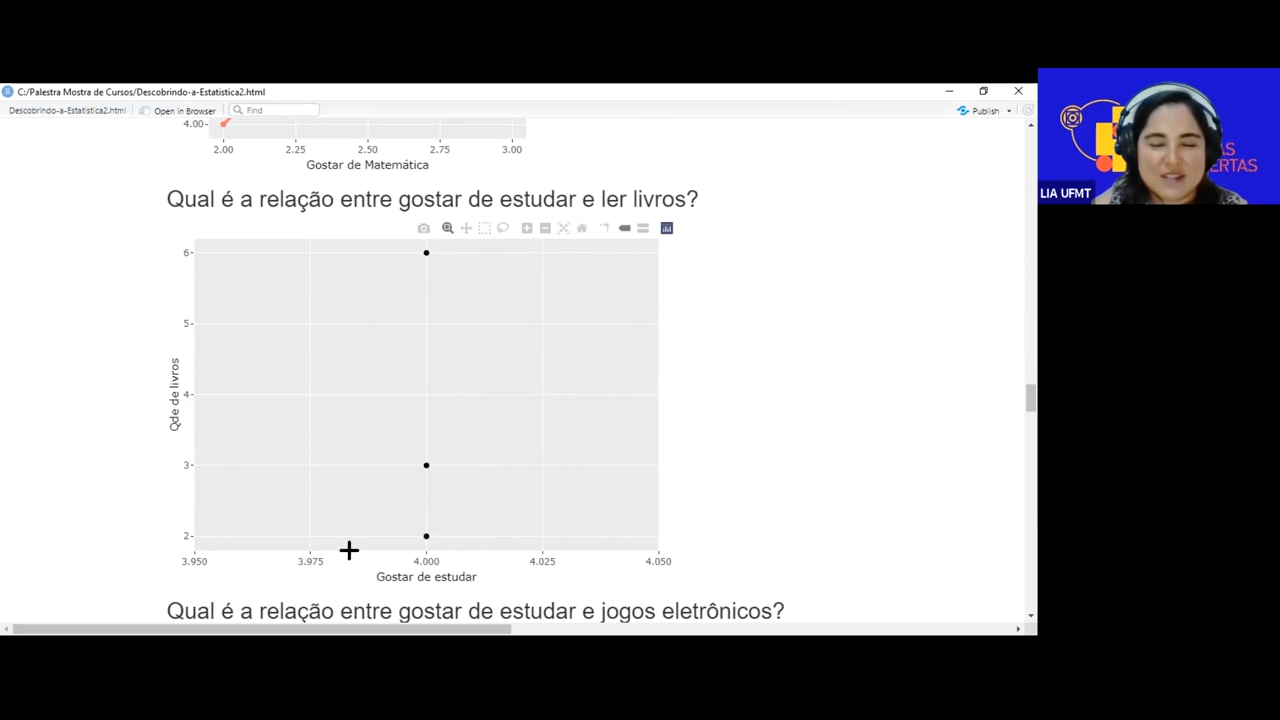 C:/Palestra Mostra de Cursos/Descobrindo-a-Estatistica2.html
Descobrindo-a-Estatistica2.html
Open in Browser
Find
Publish
4.00
2.00 2.25 2.50 2.75 3.00
Gostar de Matemática
Qual é a relação entre gostar de estudar e ler livros?
6
5
4
3
2
Qde de livros
3.950 3.975 4.000 4.025 4.050
Gostar de estudar
Qual é a relação entre gostar de estudar e jogos eletrônicos?
AS
ERTAS
LIA UFMT